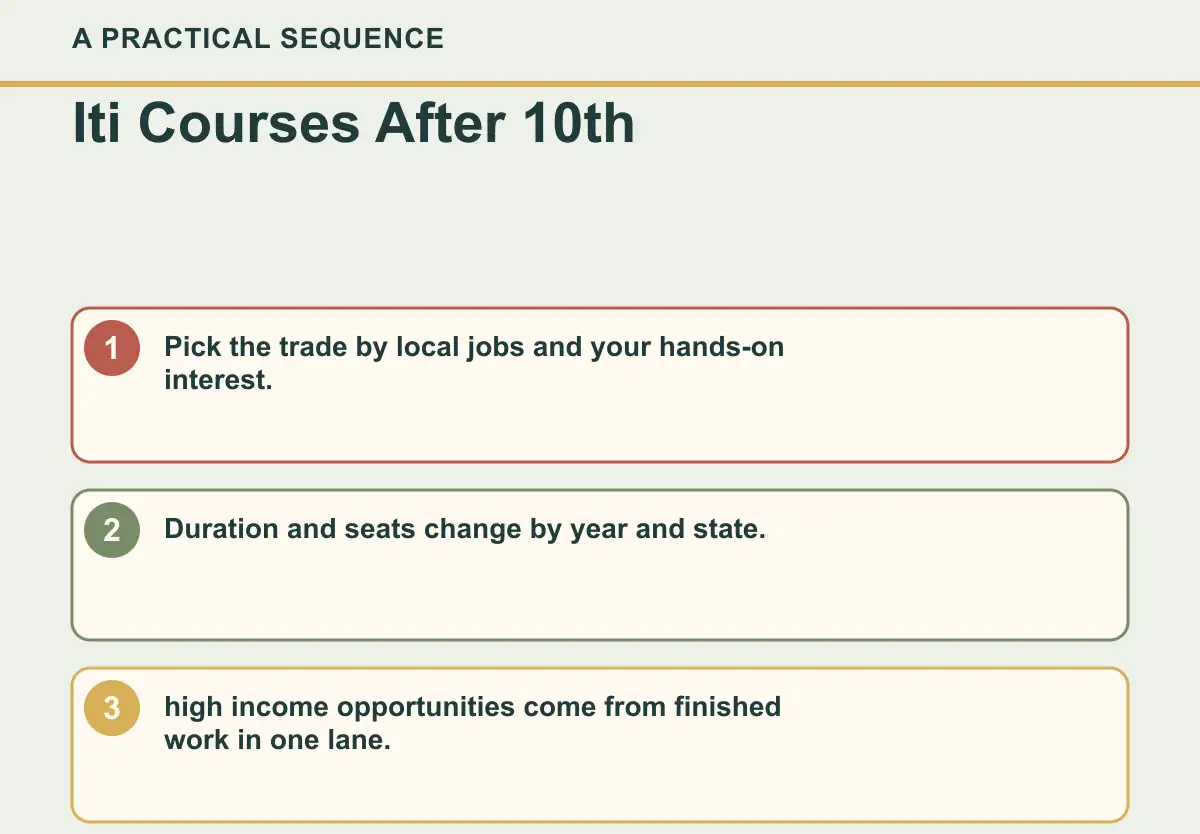 A PRACTICAL SEQUENCE
Iti Courses After 10th
1
Pick the trade by local jobs and your hands-on
interest.
2
Duration and seats change by year and state.
3
high income opportunities come from finished
work in one lane.